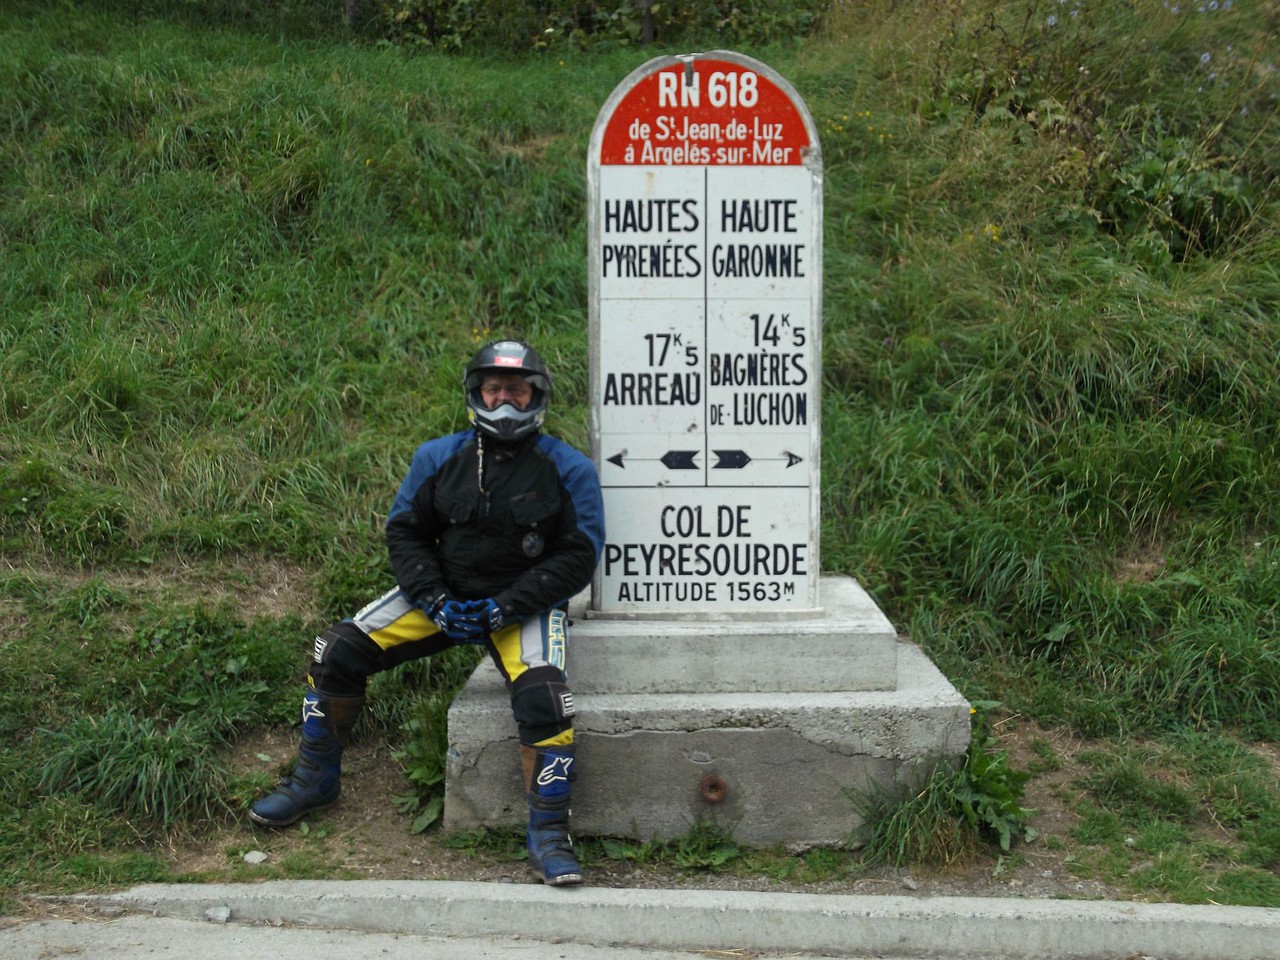 RN 618
de St Jean-de-Luz
à Argelés-sur-Mer
HAUTES
PYRENÉES
HAUTE
GARONNE
17K5
ARREAU
14K5
BAGNÈRES
DE-LUCHON
COL DE
PEYRESOURDE
ALTITUDE 1563M